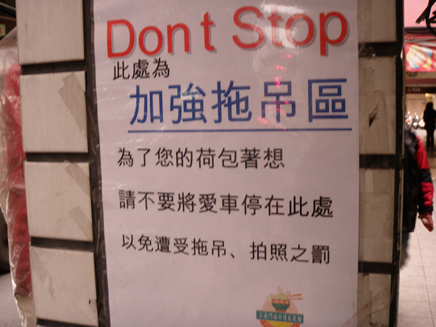 Dont Stop
此處為
加強拖吊區
為了您的荷包著想
請不要將愛車停在此處
以免遭受拖吊、拍照之罰